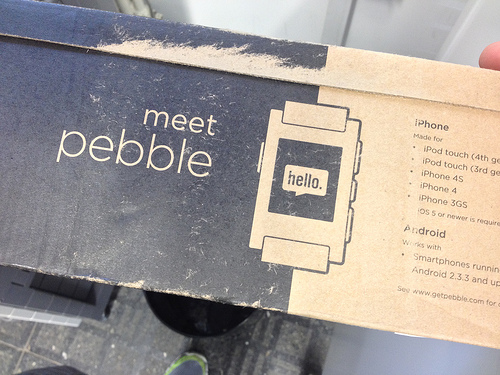 meet
pebble
hello.
iPhone
Made for
• iPod touch (4th ge
• iPod touch (3rd ge
• iPhone 4S
• iPhone 4
• iPhone 3GS
iOS 5 or newer is require
Android
Works with
• Smartphones runnin
Android 2.3.3 and up
See www.getpebble.com for